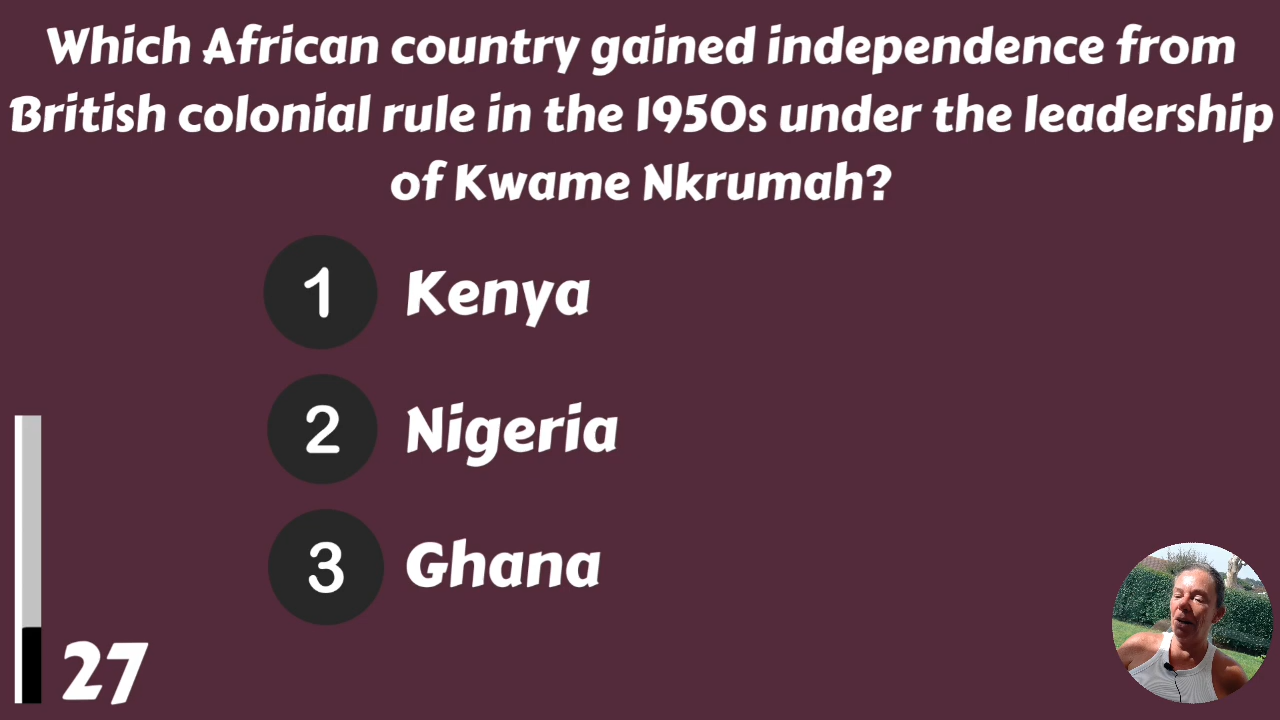 Which African country gained independence from
British colonial rule in the 1950s under the leadership
of Kwame Nkrumah?
1 Kenya
2 Nigeria
3 Ghana
27